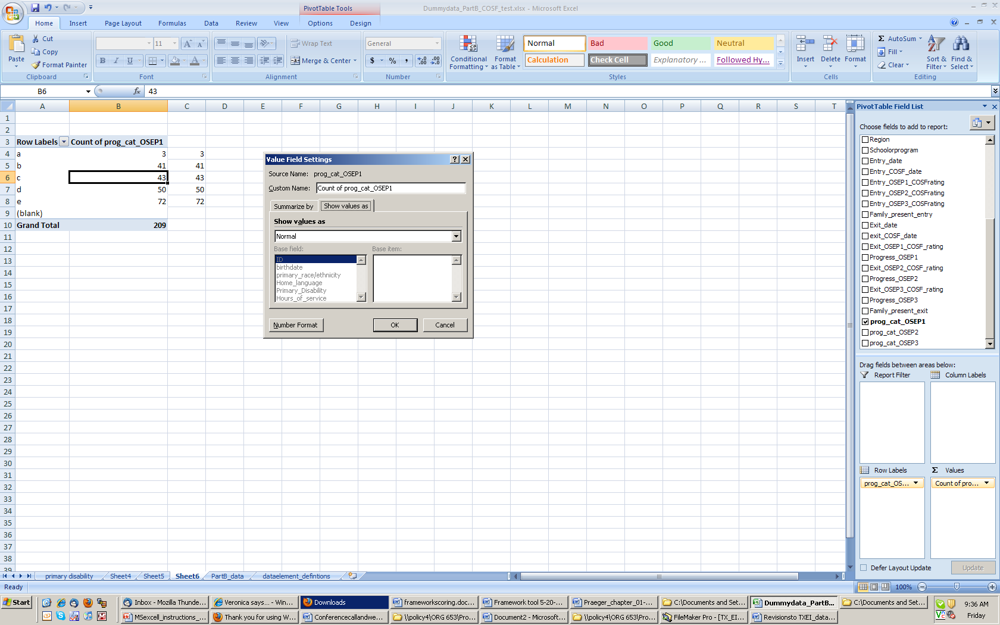 PivotTable Tools
Dummydata_PartB_COSF_test.xlsx - Microsoft Excel
Home Insert Page Layout Formulas Data Review View Options Design
Paste Cut Copy Format Painter Clipboard
11 Font
Wrap Text Merge & Center Alignment
General $ % , Number
Conditional Formatting Format as Table
Normal Bad Good Neutral
Calculation Check Cell Explanatory ... Followed Hy...
Styles
Insert Delete Format Cells
AutoSum Fill Clear Sort & Filter Find & Select Editing
B6 fx 43
A B C D E F G H I J K L M N O P Q R S T
1
2
3 Row Labels Count of prog_cat_OSEP1
4 a 3 3
5 b 41 41
6 c 43 43
7 d 50 50
8 e 72 72
9 (blank)
10 Grand Total 209
11
12
13
14
15
16
17
18
19
20
21
22
23
24
25
26
27
28
29
30
31
32
33
34
35
36
37
38
39
Value Field Settings
Source Name: prog_cat_OSEP1
Custom Name: Count of prog_cat_OSEP1
Summarize by Show values as
Show values as
Normal
Base field: Base item:
ID
birthdate
primary_race/ethnicity
Home_language
Primary_Disability
Hours_of_service
Number Format OK Cancel
PivotTable Field List
Choose fields to add to report:
Region
Schoolorprogram
Entry_date
Entry_COSF_date
Entry_OSEP1_COSFrating
Entry_OSEP2_COSFrating
Entry_OSEP3_COSFrating
Family_present_entry
Exit_date
exit_COSF_date
Exit_OSEP1_COSF_rating
Progress_OSEP1
Exit_OSEP2_COSF_rating
Progress_OSEP2
Exit_OSEP3_COSF_rating
Progress_OSEP3
Family_present_exit
prog_cat_OSEP1
prog_cat_OSEP2
prog_cat_OSEP3
Drag fields between areas below:
Report Filter Column Labels
Row Labels Σ Values
prog_cat_OS... Count of pro...
Defer Layout Update Update
primary disability Sheet4 Sheet5 Sheet6 PartB_data dataelement_defintions
Ready 100%
Start Inbox - Mozilla Thunde... Veronica says... - Win... Downloads frameworkscoring.doc... Framework tool 5-20-... Praeger_chapter_01-... C:\Documents and Set... Dummydata_PartB... C:\Documents and Set... 9:36 AM
MSexcell_instructions_... Thank you for using W... Conferencecallandwe... \\policy4\ORG 653\Pro... Document2 - Microsoft... \\policy4\ORG 653\Pro... FileMaker Pro - [TX_EI... Revisionsto TXEI_data... Friday